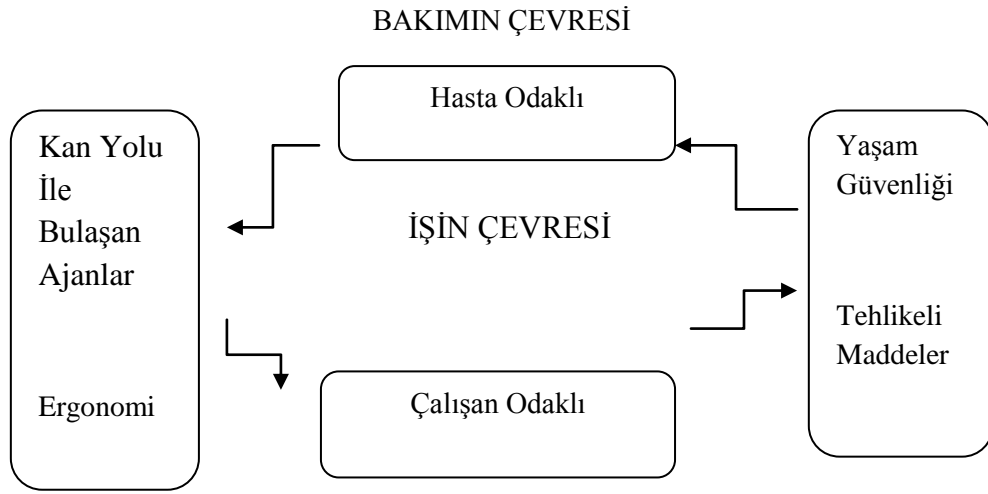 BAKIMIN ÇEVRESİ
Hasta Odaklı
Kan Yolu
İle
Bulaşan
Ajanlar
Ergonomi
İŞİN ÇEVRESİ
Çalışan Odaklı
Yaşam
Güvenliği
Tehlikeli
Maddeler